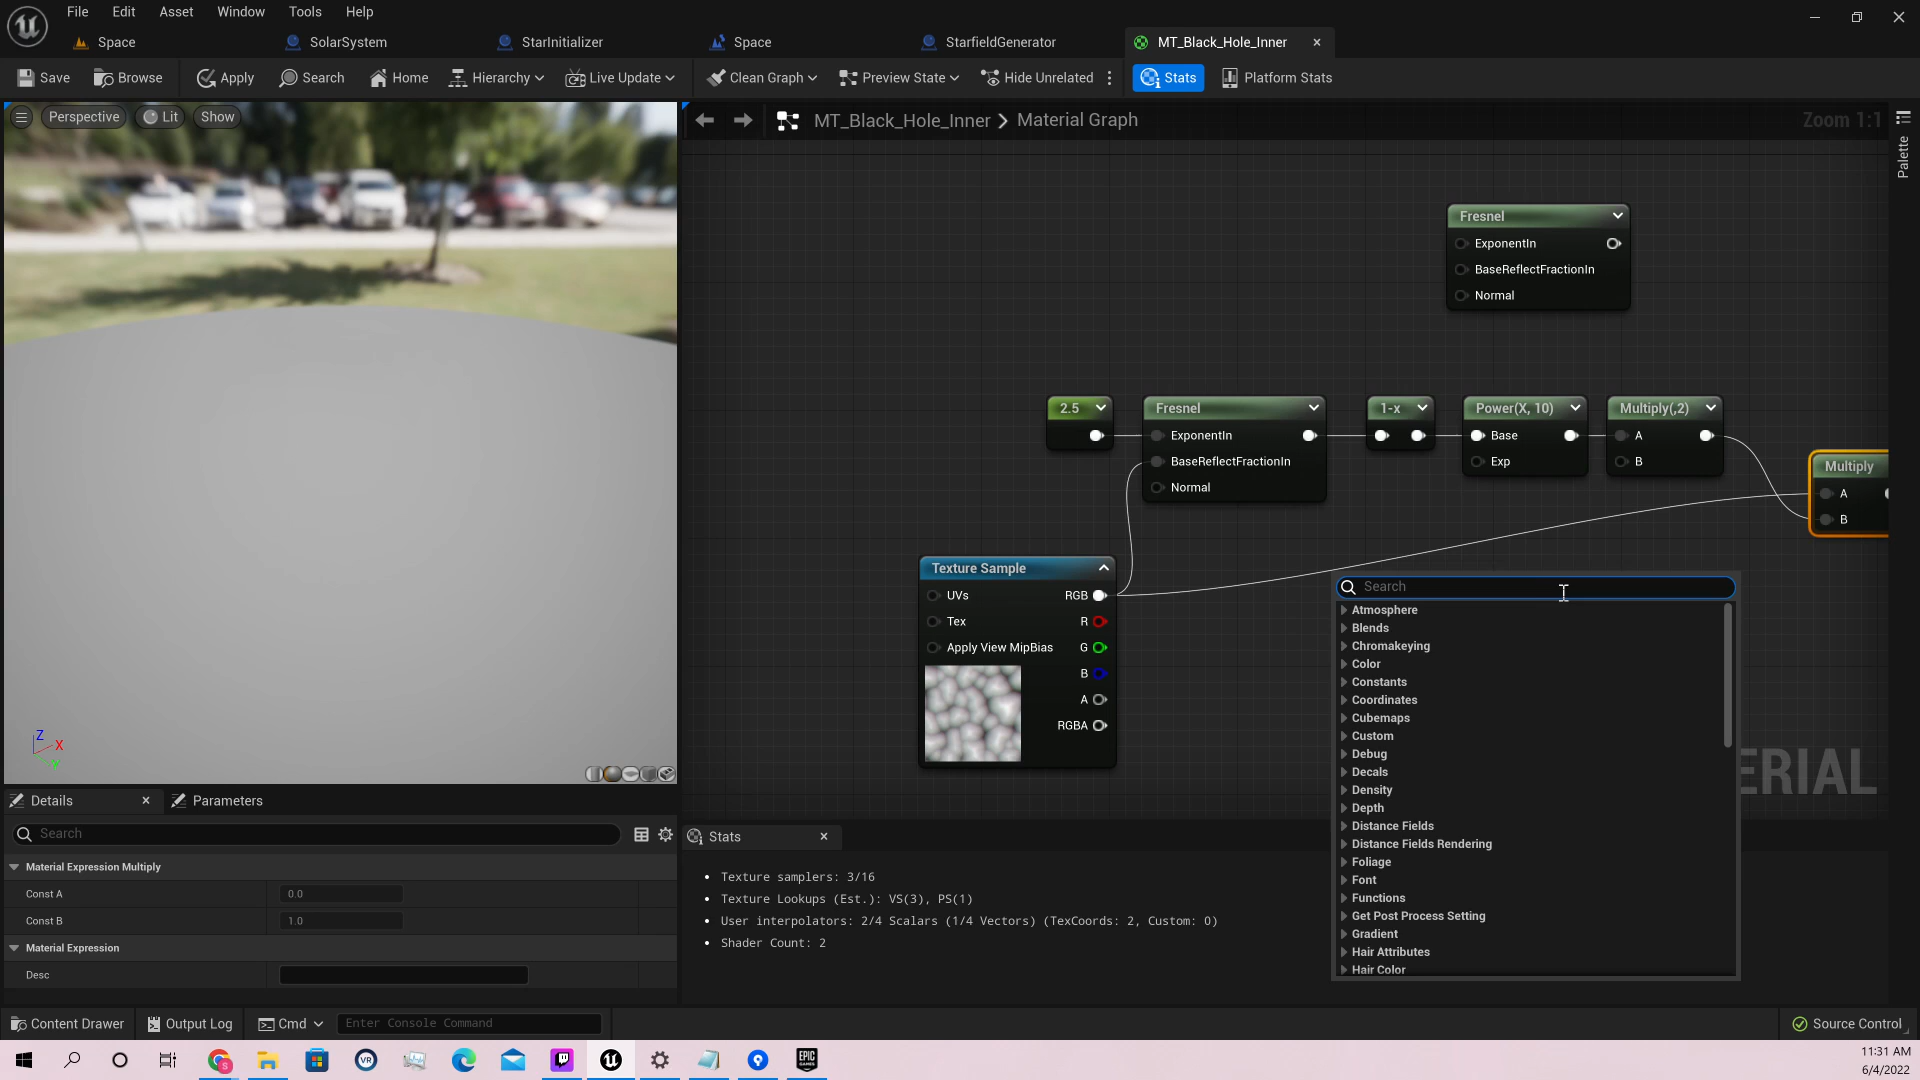 File Edit Asset Window Tools Help
Space SolarSystem StarInitializer Space StarfieldGenerator MT_Black_Hole_Inner
Save Browse Apply Search Home Hierarchy Live Update Clean Graph Preview State Hide Unrelated Stats Platform Stats
Perspective Lit Show
MT_Black_Hole_Inner > Material Graph
Zoom 1:1
Palette
Fresnel
ExponentIn
BaseReflectFractionIn
Normal
2.5
Fresnel
ExponentIn
BaseReflectFractionIn
Normal
1-x
Power(X, 10)
Base
Exp
Multiply(,2)
A
B
Multiply
A
B
Texture Sample
UVs RGB
Tex R
Apply View MipBias G
B
A
RGBA
Search
Atmosphere
Blends
Chromakeying
Color
Constants
Coordinates
Cubemaps
Custom
Debug
Decals
Density
Depth
Distance Fields
Distance Fields Rendering
Foliage
Font
Functions
Get Post Process Setting
Gradient
Hair Attributes
Hair Color
ERIAL
Z
X
Y
Details Parameters
Search
Material Expression Multiply
Const A 0.0
Const B 1.0
Material Expression
Desc
Stats
• Texture samplers: 3/16
• Texture Lookups (Est.): VS(3), PS(1)
• User interpolators: 2/4 Scalars (1/4 Vectors) (TexCoords: 2, Custom: 0)
• Shader Count: 2
Content Drawer Output Log Cmd Enter Console Command Source Control
VR
EPIC GAMES
11:31 AM
6/4/2022